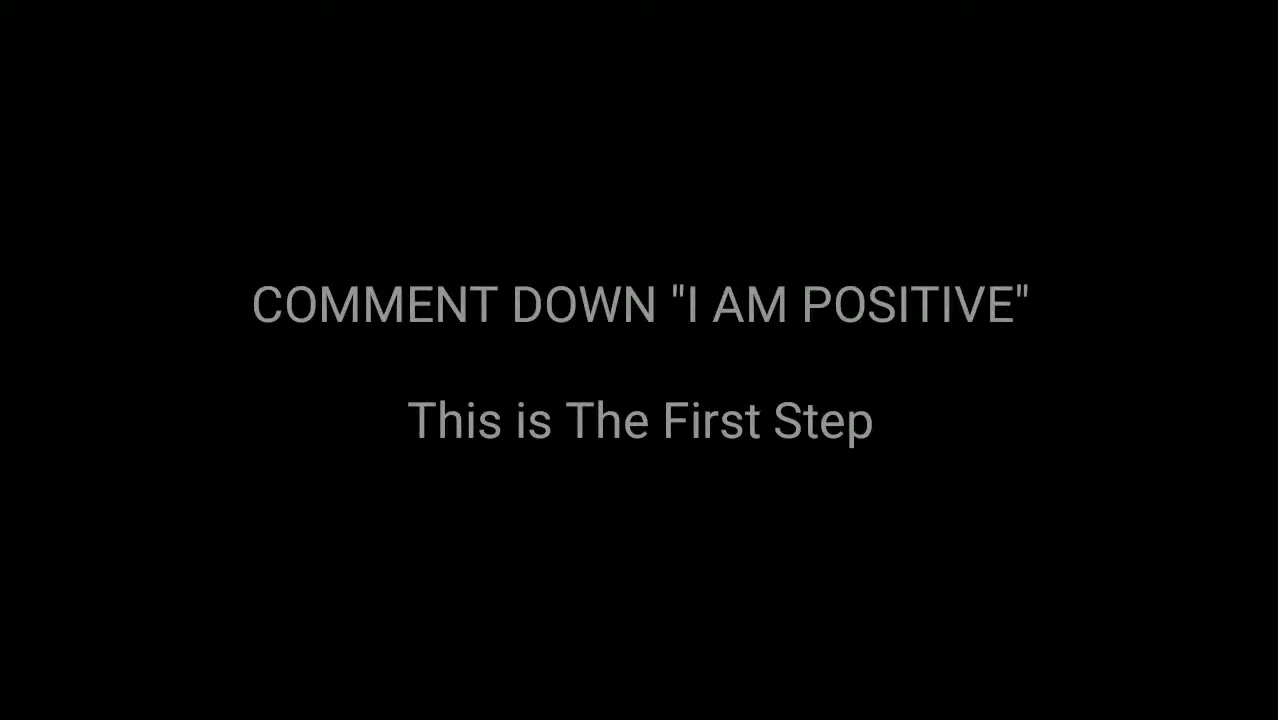 COMMENT DOWN "I AM POSITIVE"
This is The First Step